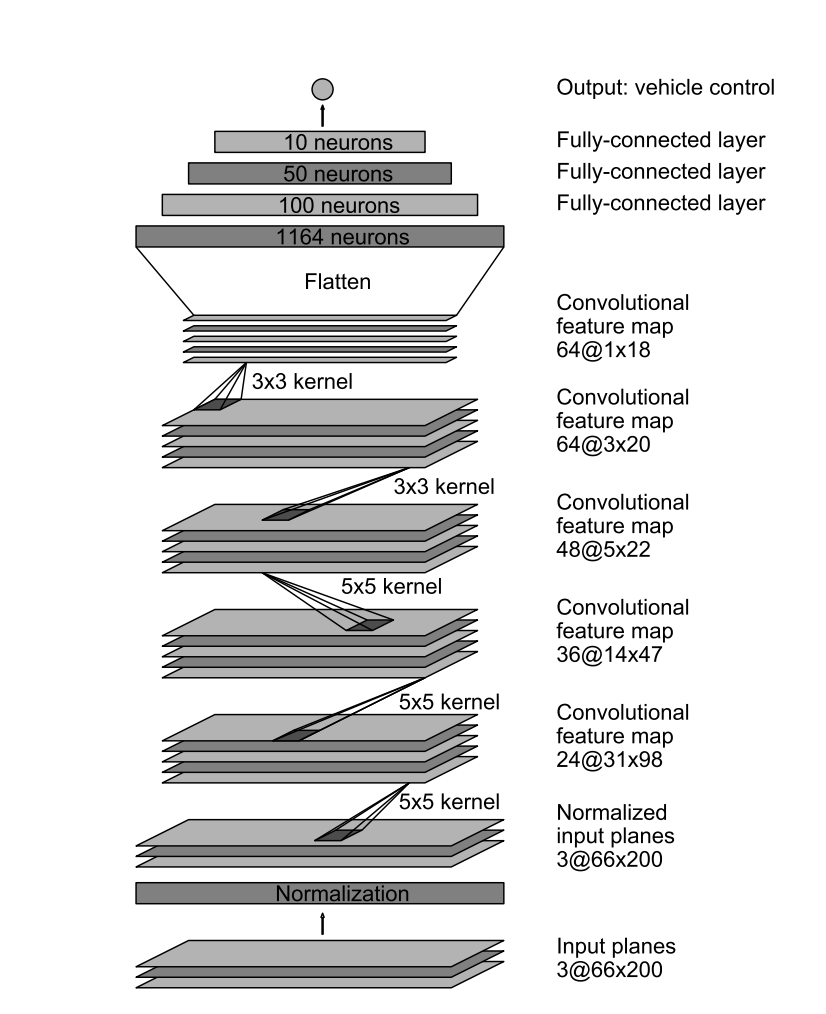 Output: vehicle control
10 neurons
Fully-connected layer
50 neurons
Fully-connected layer
100 neurons
Fully-connected layer
1164 neurons
Flatten
Convolutional
feature map
64@1x18
3x3 kernel
Convolutional
feature map
64@3x20
3x3 kernel
Convolutional
feature map
48@5x22
5x5 kernel
Convolutional
feature map
36@14x47
5x5 kernel
Convolutional
feature map
24@31x98
5x5 kernel
Normalized
input planes
3@66x200
Normalization
Input planes
3@66x200